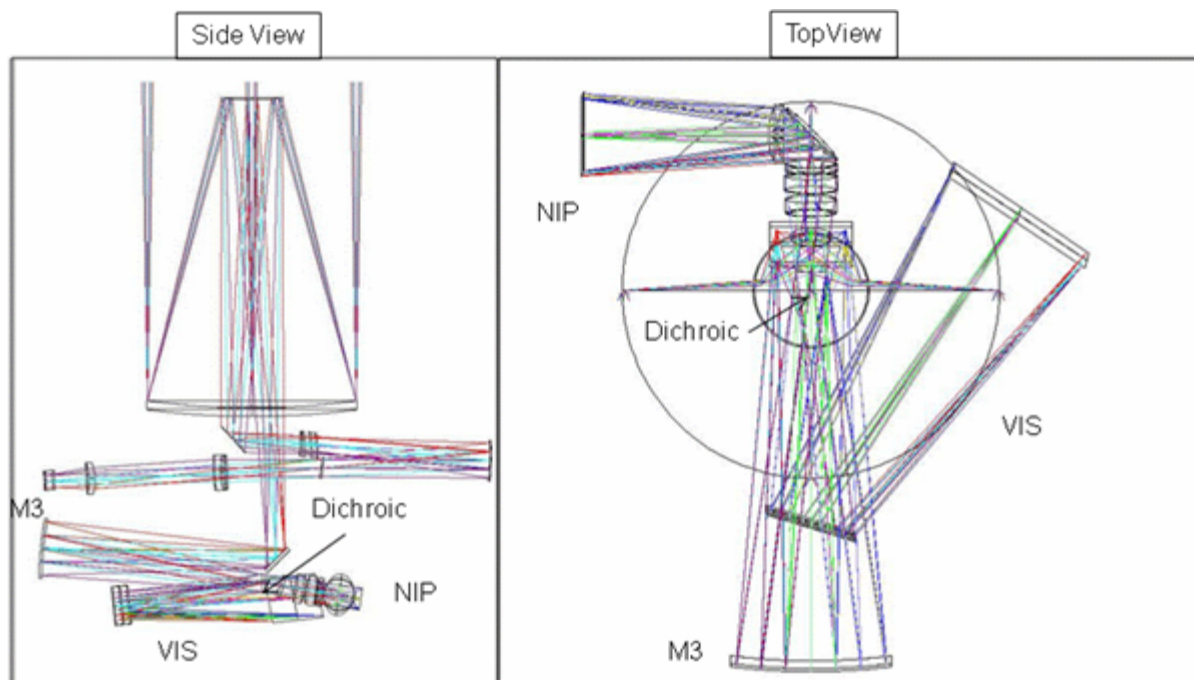 Side View
TopView
M3
Dichroic
NIP
VIS
NIP
Dichroic
VIS
M3